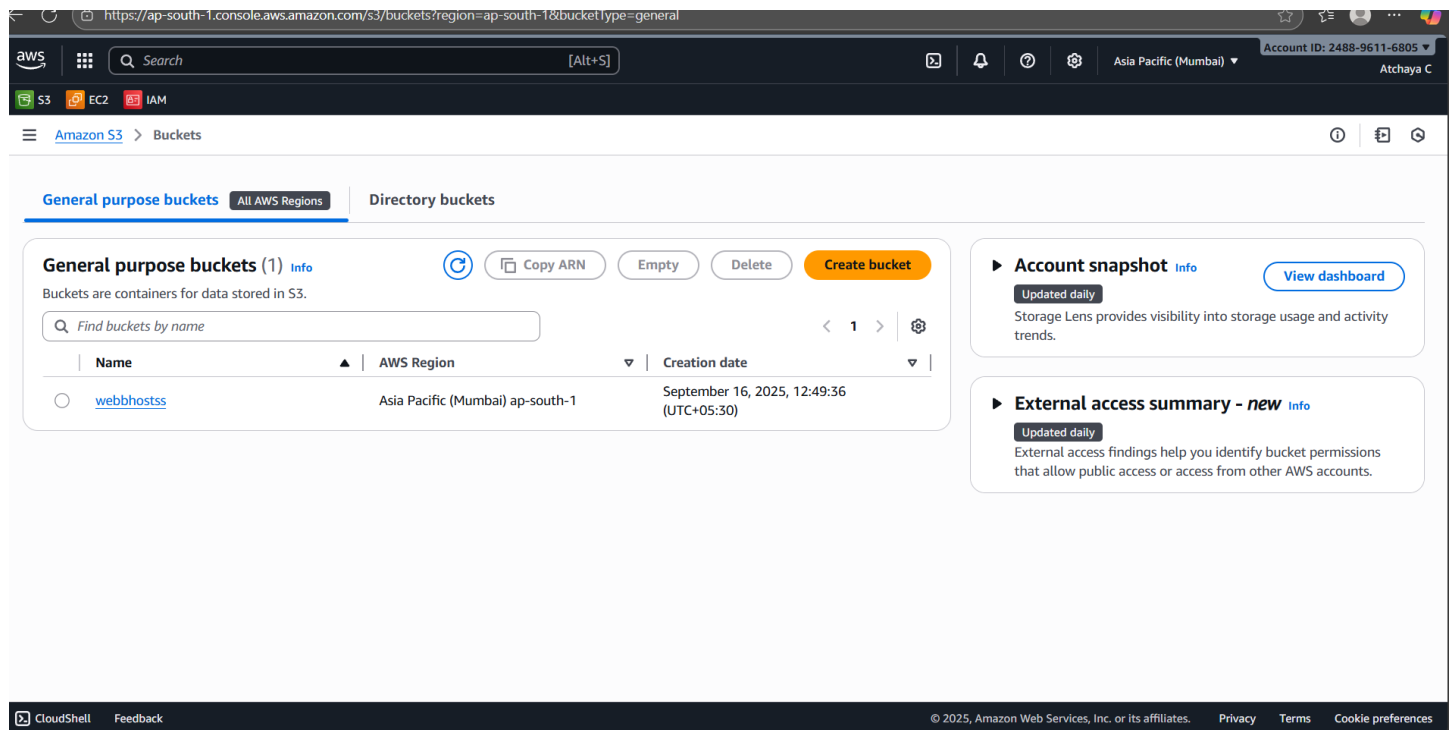 https://ap-south-1.console.aws.amazon.com/s3/buckets?region=ap-south-1&bucketType=general
aws
Search [Alt+S]
Asia Pacific (Mumbai) ▼
Account ID: 2488-9611-6805 ▼
Atchaya C
S3 EC2 IAM
Amazon S3 > Buckets
General purpose buckets All AWS Regions Directory buckets
General purpose buckets (1) Info
Copy ARN Empty Delete Create bucket
Buckets are containers for data stored in S3.
Find buckets by name
< 1 >
Name AWS Region Creation date
webbhostss Asia Pacific (Mumbai) ap-south-1 September 16, 2025, 12:49:36
(UTC+05:30)
Account snapshot Info View dashboard
Updated daily
Storage Lens provides visibility into storage usage and activity
trends.
External access summary - new Info
Updated daily
External access findings help you identify bucket permissions
that allow public access or access from other AWS accounts.
CloudShell Feedback © 2025, Amazon Web Services, Inc. or its affiliates. Privacy Terms Cookie preferences